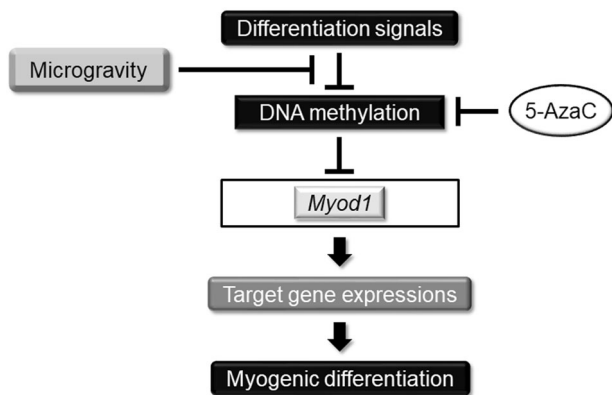 Differentiation signals
Microgravity
DNA methylation
5-AzaC
Myod1
Target gene expressions
Myogenic differentiation